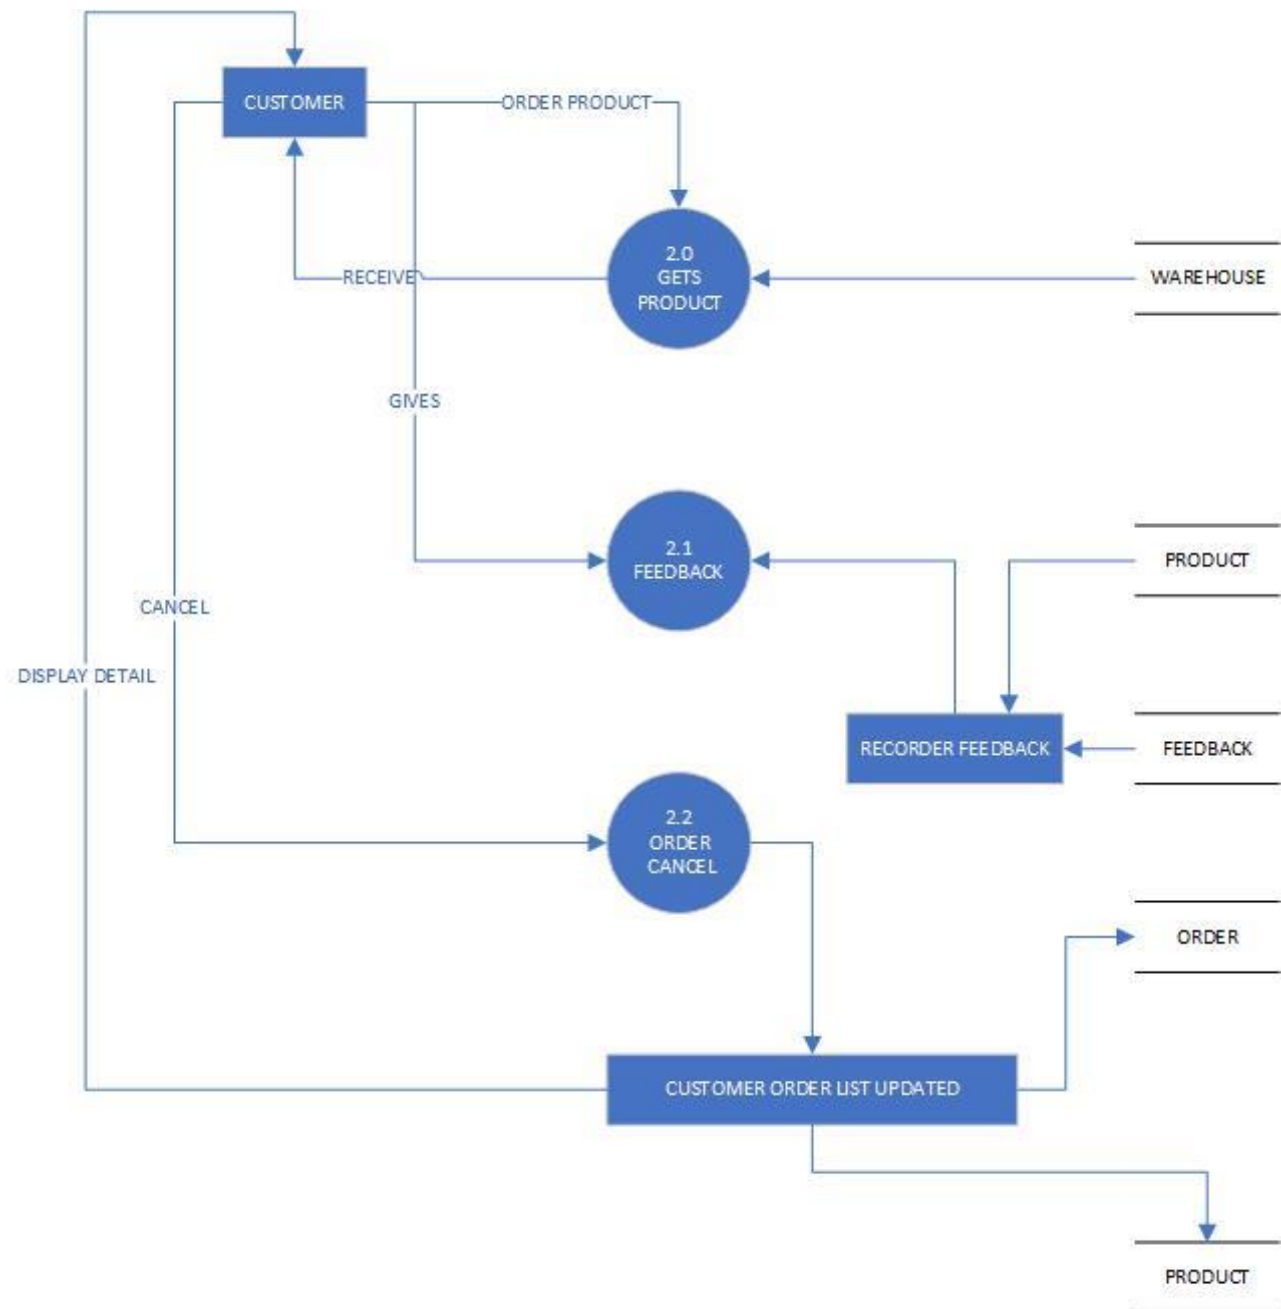 CUSTOMER
ORDER PRODUCT
2.0
GETS
PRODUCT
RECEIVE
WAREHOUSE
GIVES
2.1
FEEDBACK
PRODUCT
CANCEL
DISPLAY DETAIL
RECORDER FEEDBACK
FEEDBACK
2.2
ORDER
CANCEL
ORDER
CUSTOMER ORDER LIST UPDATED
PRODUCT